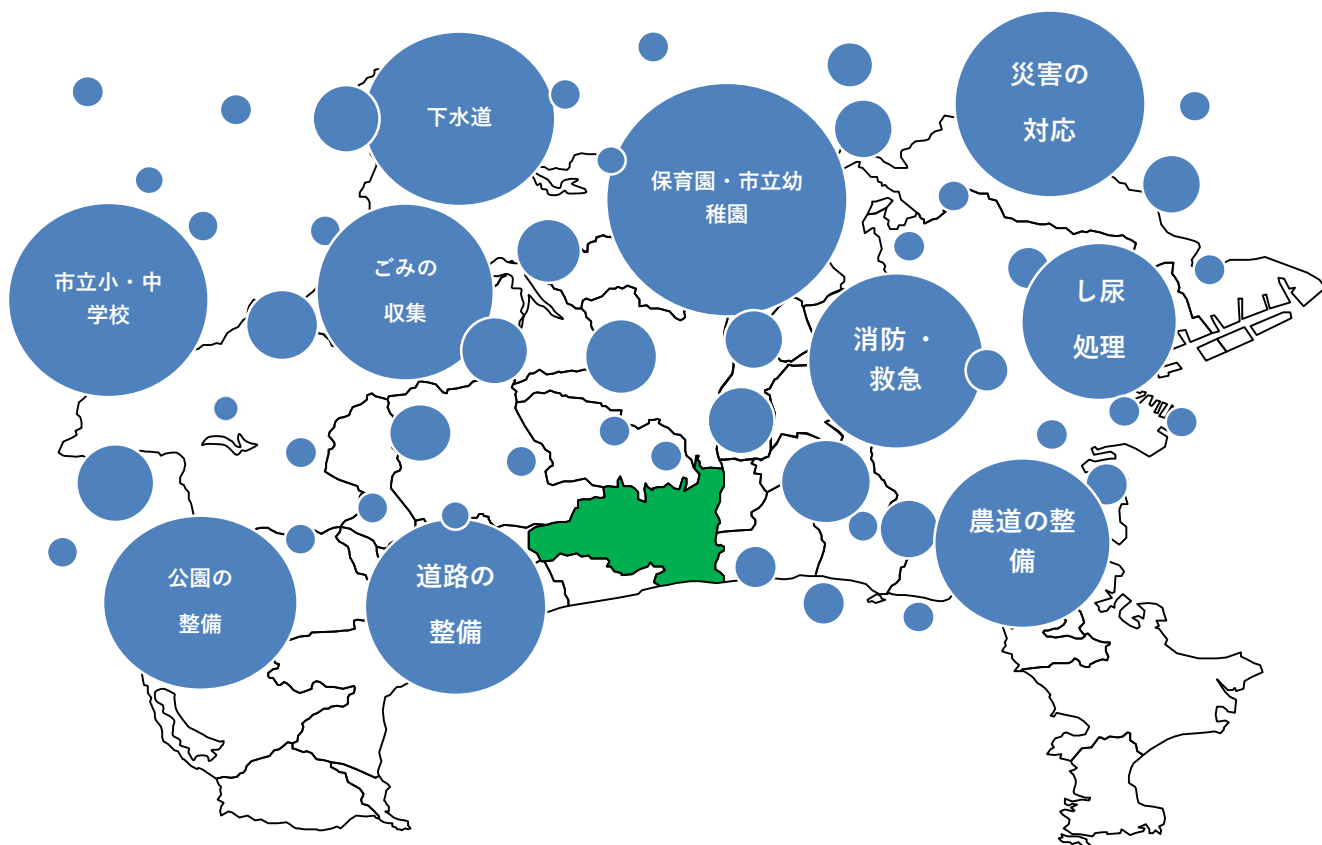 災害の
対応
下水道
保育園・市立幼
稚園
市立小・中
学校
ごみの
収集
し尿
処理
消防 ・
救急
農道の整
備
公園の
整備
道路の
整備